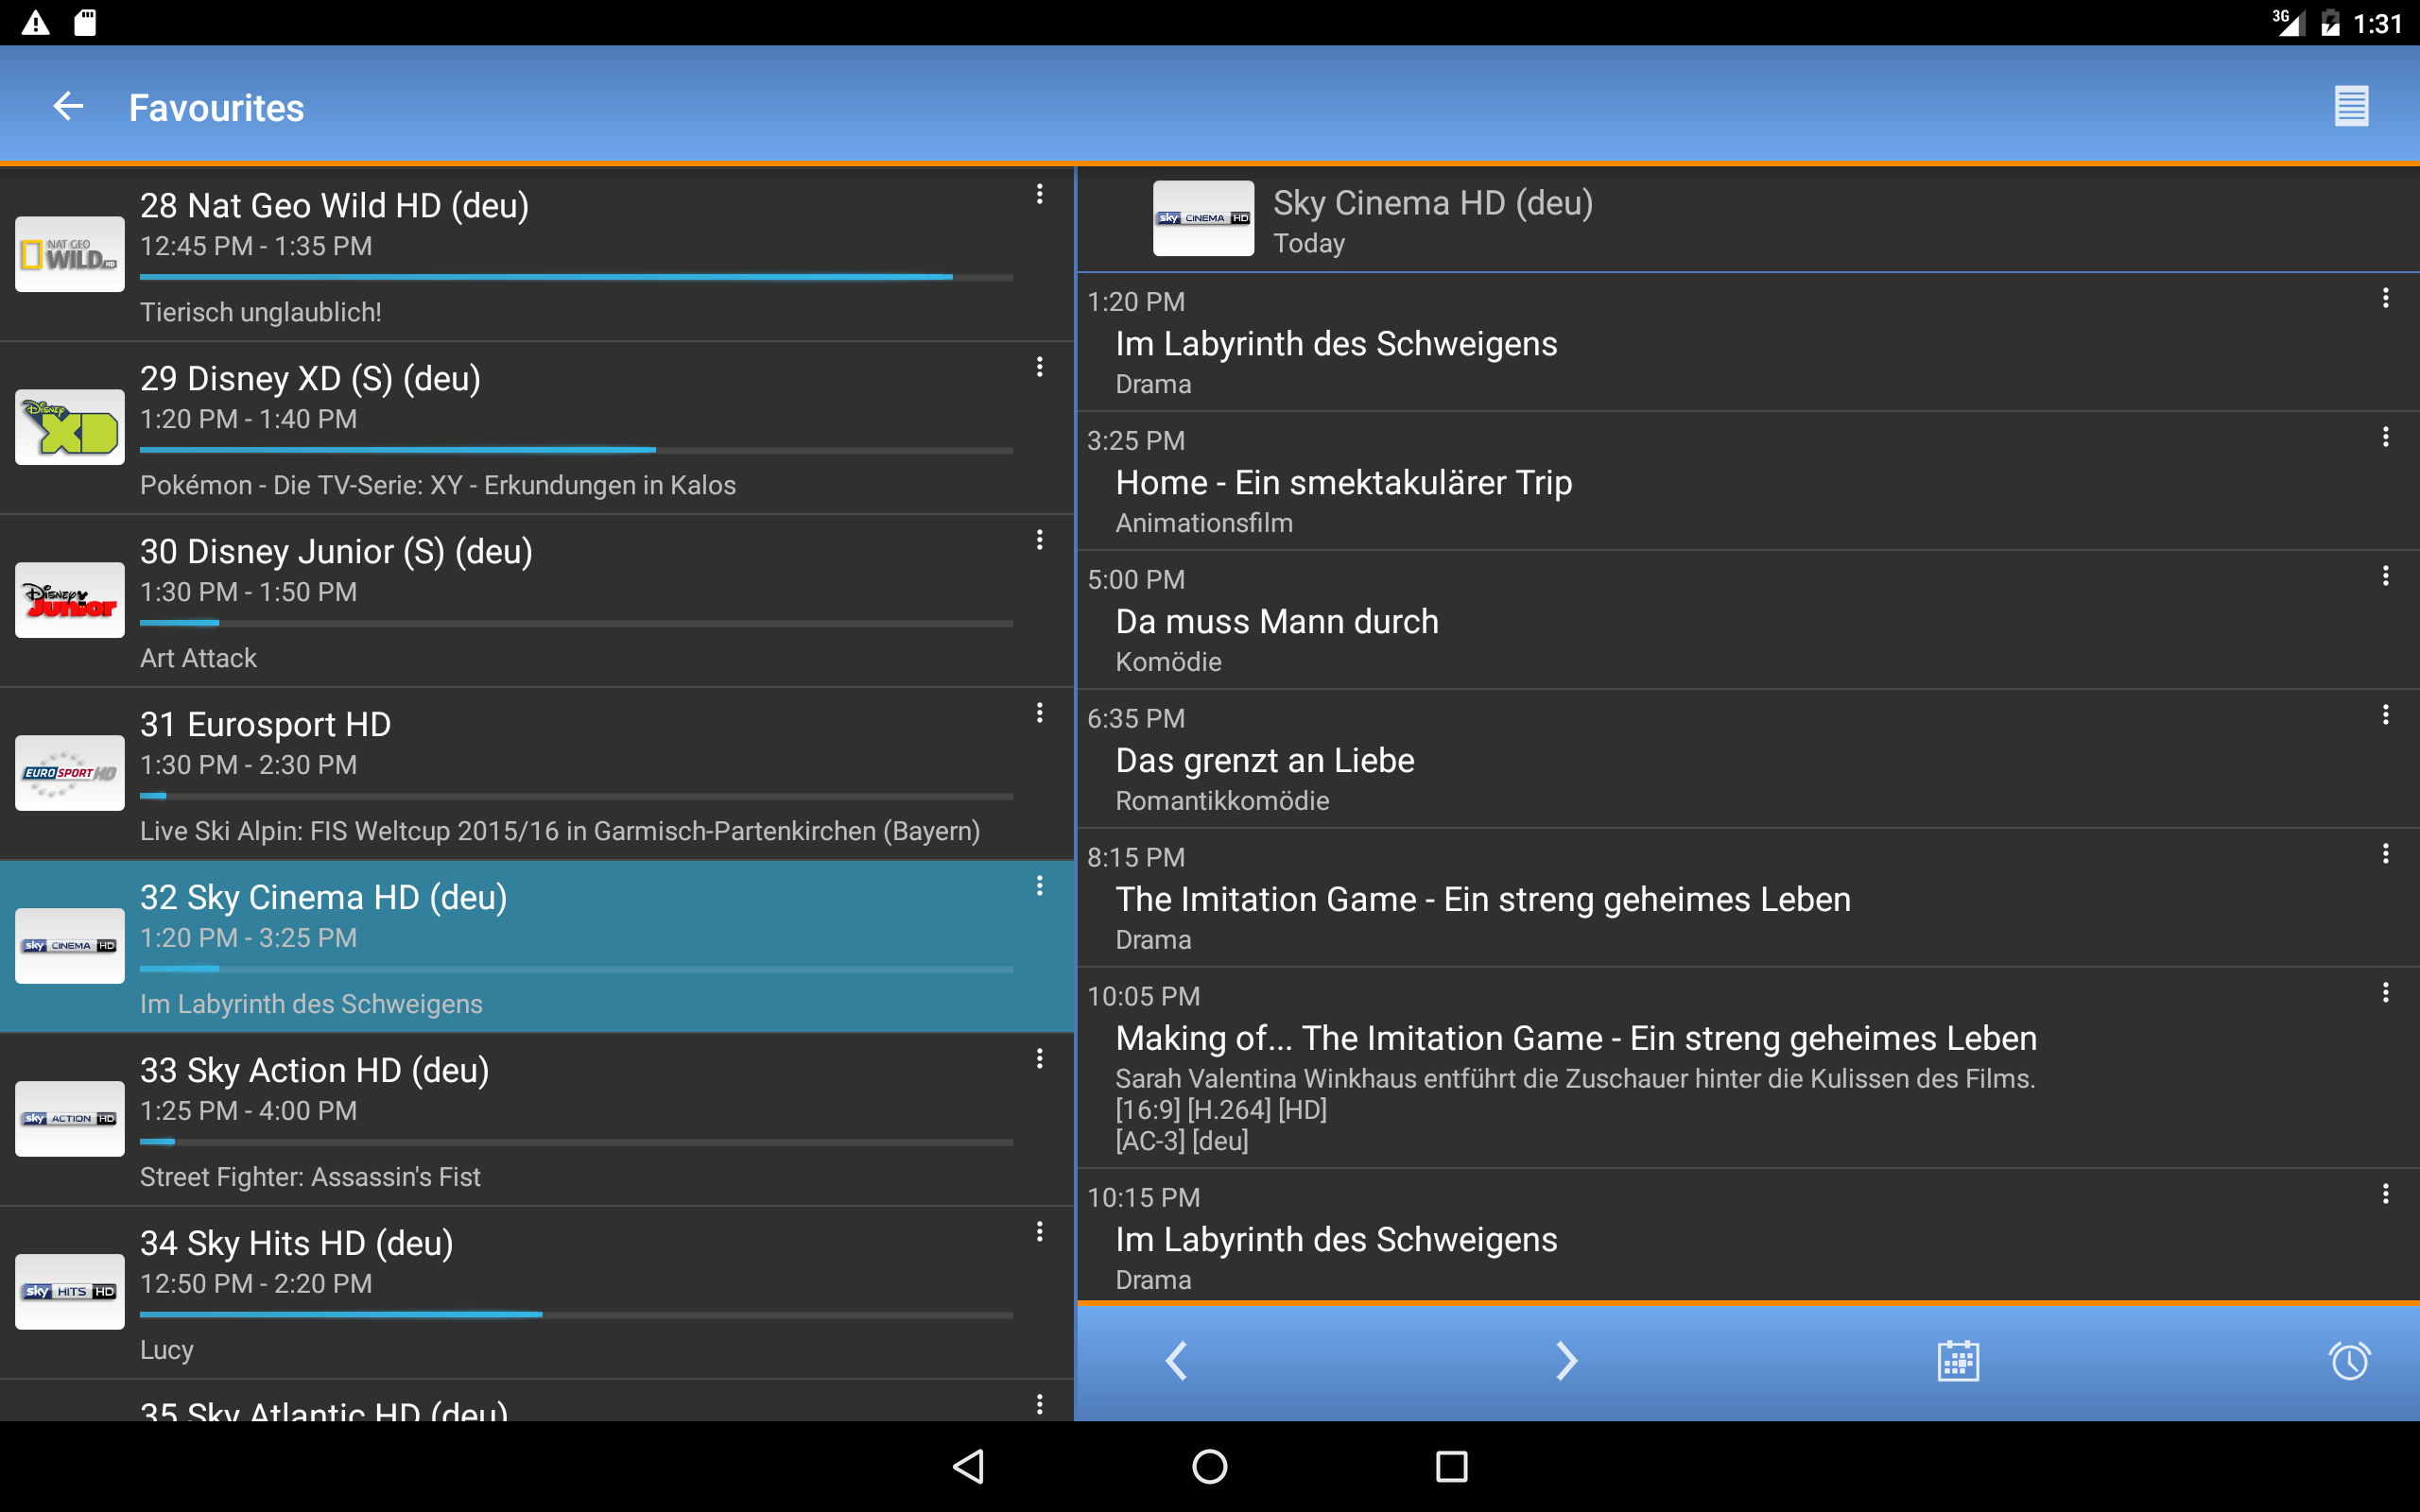 3G 1:31
Favourites
28 Nat Geo Wild HD (deu)
12:45 PM - 1:35 PM
NAT GEO
WILD HD
Tierisch unglaublich!
29 Disney XD (S) (deu)
1:20 PM - 1:40 PM
Disney
XD
Pokémon - Die TV-Serie: XY - Erkundungen in Kalos
30 Disney Junior (S) (deu)
1:30 PM - 1:50 PM
Disney
Junior
Art Attack
31 Eurosport HD
1:30 PM - 2:30 PM
EUROSPORT HD
Live Ski Alpin: FIS Weltcup 2015/16 in Garmisch-Partenkirchen (Bayern)
32 Sky Cinema HD (deu)
1:20 PM - 3:25 PM
sky CINEMA HD
Im Labyrinth des Schweigens
33 Sky Action HD (deu)
1:25 PM - 4:00 PM
sky ACTION HD
Street Fighter: Assassin's Fist
34 Sky Hits HD (deu)
12:50 PM - 2:20 PM
sky HITS HD
Lucy
35 Sky Atlantic HD (deu)
sky CINEMA HD
Sky Cinema HD (deu)
Today
1:20 PM
Im Labyrinth des Schweigens
Drama
3:25 PM
Home - Ein smektakulärer Trip
Animationsfilm
5:00 PM
Da muss Mann durch
Komödie
6:35 PM
Das grenzt an Liebe
Romantikkomödie
8:15 PM
The Imitation Game - Ein streng geheimes Leben
Drama
10:05 PM
Making of... The Imitation Game - Ein streng geheimes Leben
Sarah Valentina Winkhaus entführt die Zuschauer hinter die Kulissen des Films.
[16:9] [H.264] [HD]
[AC-3] [deu]
10:15 PM
Im Labyrinth des Schweigens
Drama